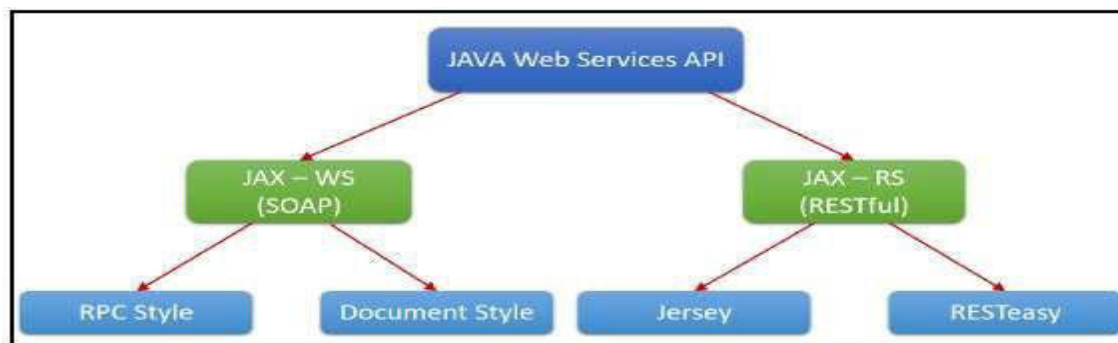 JAVA Web Services API
JAX – WS
(SOAP)
JAX – RS
(RESTful)
RPC Style
Document Style
Jersey
RESTeasy